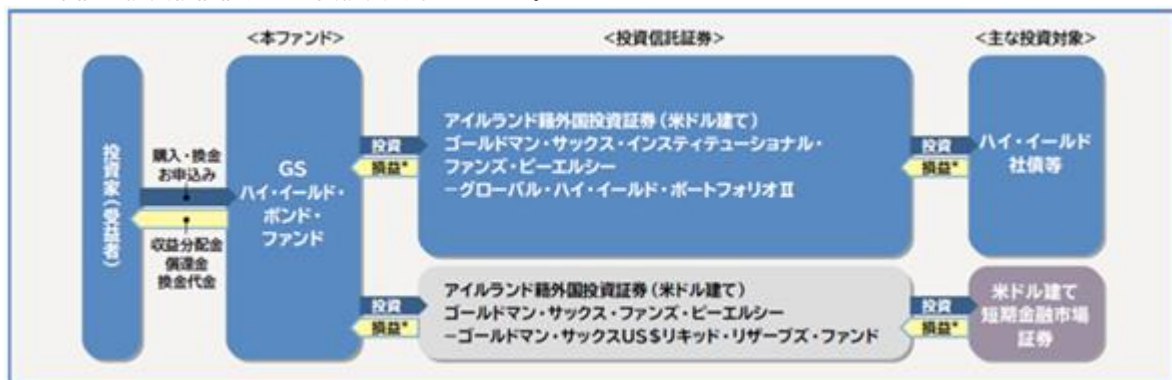 <本ファンド>
<投資信託証券>
<主な投資対象>
投資家(受益者)
購入・換金
お申込み
収益分配金
償還金
換金代金
GS
ハイ・イールド・
ボンド・
ファンド
投資
損益*
アイルランド籍外国投資証券(米ドル建て)
ゴールドマン・サックス・インスティテューショナル・
ファンズ・ピーエルシー
−グローバル・ハイ・イールド・ポートフォリオⅡ
投資
損益*
ハイ・イールド
社債等
投資
損益*
アイルランド籍外国投資証券(米ドル建て)
ゴールドマン・サックス・ファンズ・ピーエルシー
−ゴールドマン・サックスUS$リキッド・リザーブズ・ファンド
投資
損益*
米ドル建て
短期金融市場
証券